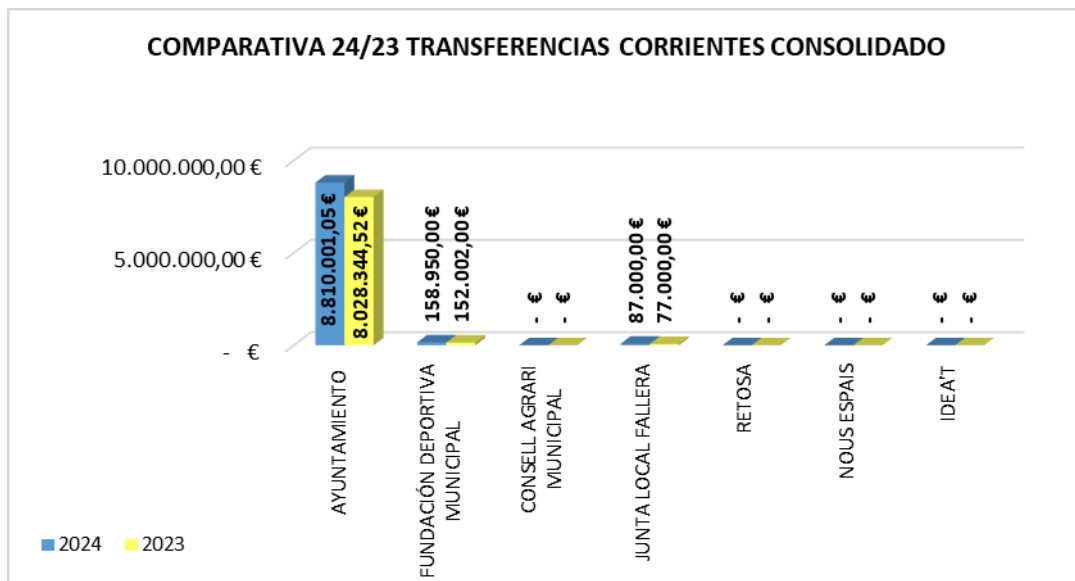 COMPARATIVA 24/23 TRANSFERENCIAS CORRIENTES CONSOLIDADO
10.000.000,00 €
5.000.000,00 €
- €
8.810.001,05 €
8.028.344,52 €
158.950,00 €
152.002,00 €
- €
- €
87.000,00 €
77.000,00 €
- €
- €
- €
- €
- €
- €
AYUNTAMIENTO
FUNDACIÓN DEPORTIVA
MUNICIPAL
CONSELL AGRARI
MUNICIPAL
JUNTA LOCAL FALLERA
RETOSA
NOUS ESPAIS
IDEA'T
2024
2023